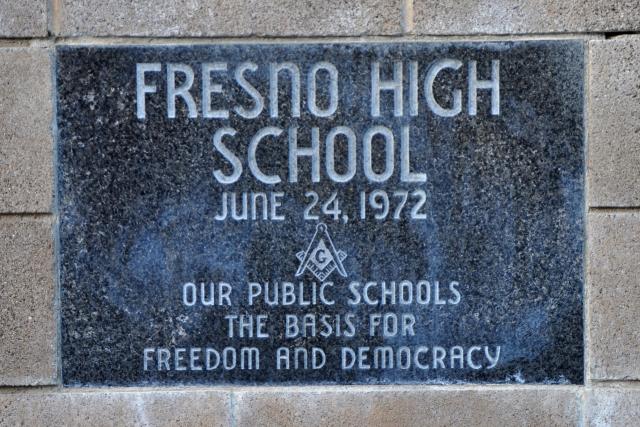 FRESNO HIGH
SCHOOL
JUNE 24, 1972
G
OUR PUBLIC SCHOOLS
THE BASIS FOR
FREEDOM AND DEMOCRACY